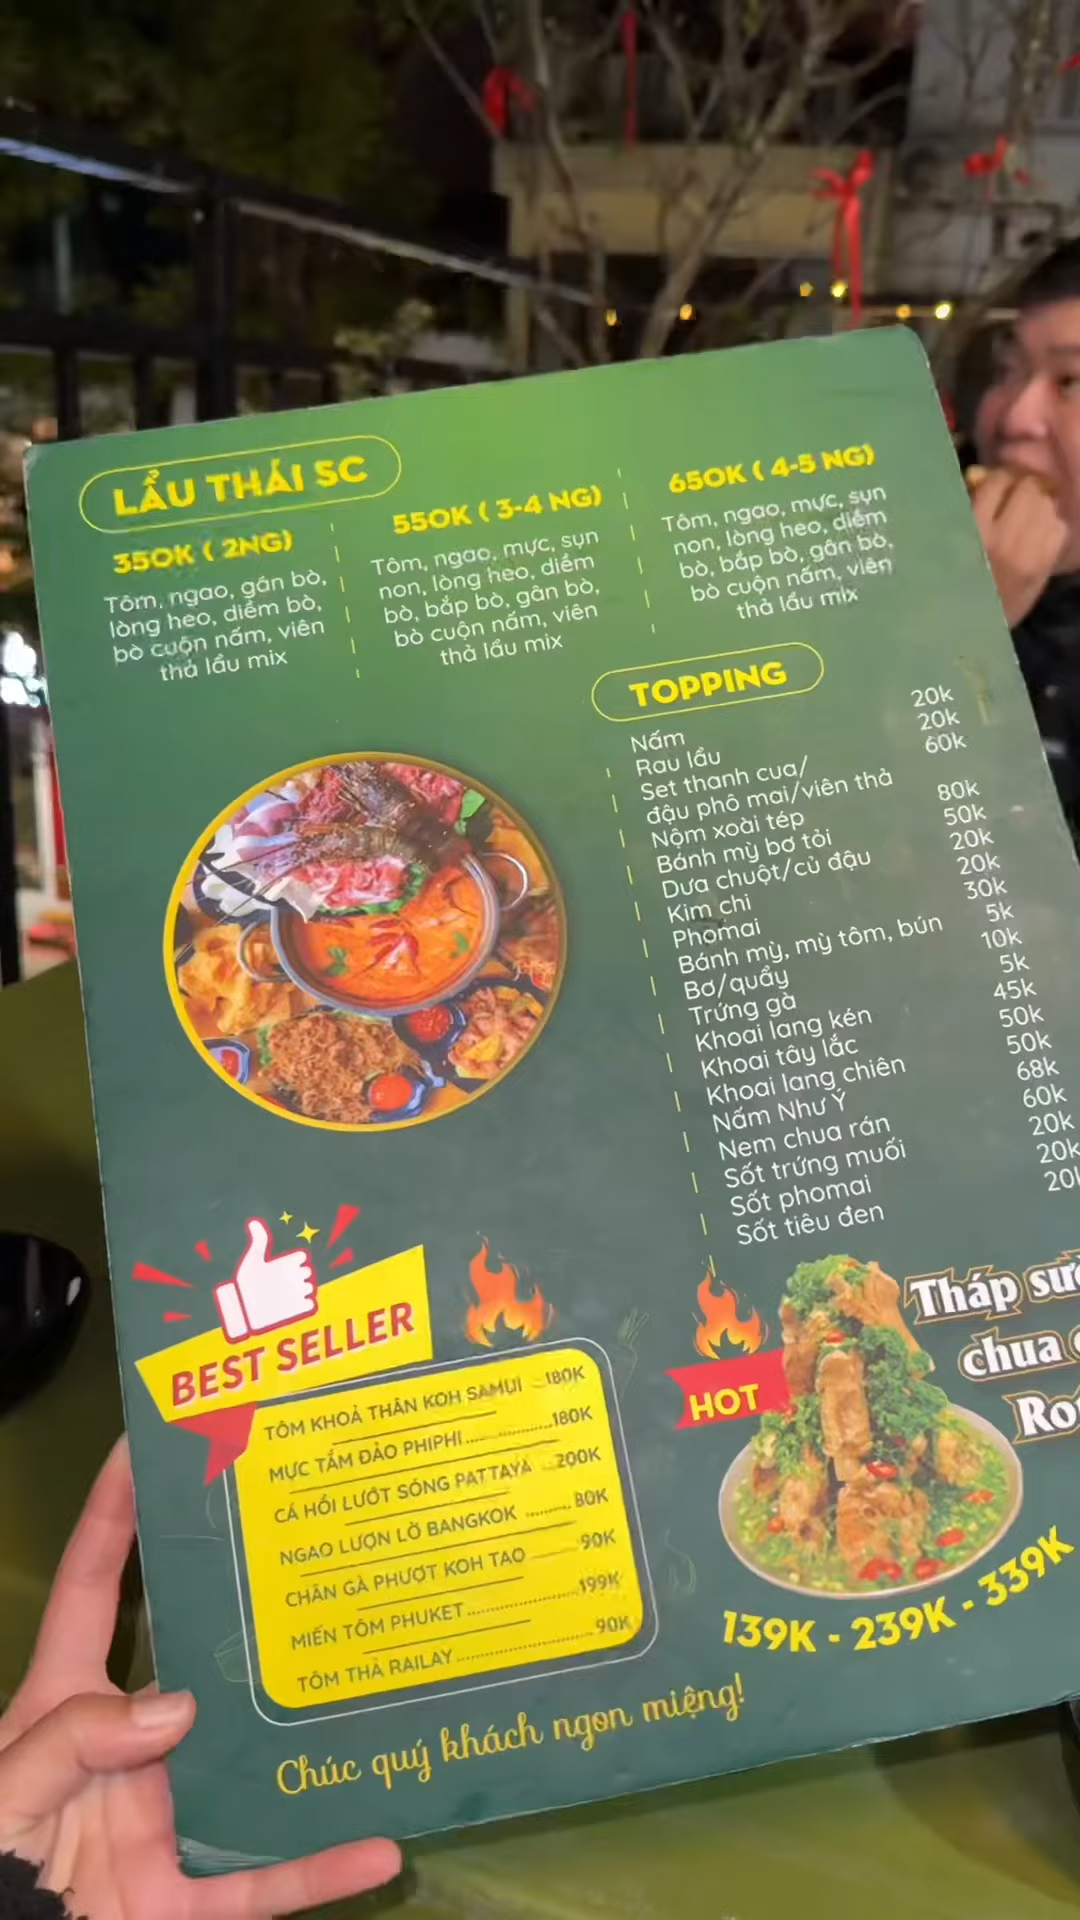 LẨU THÁI SC
350K ( 2NG)
Tôm, ngao, gân bò,
lòng heo, diềm bò,
bò cuộn nấm, viên
thả lẩu mix
550K ( 3-4 NG)
Tôm, ngao, mực, sụn
non, lòng heo, diềm
bò, bắp bò, gân bò,
bò cuộn nấm, viên
thả lẩu mix
650K ( 4-5 NG)
Tôm, ngao, mực, sụn
non, lòng heo, diềm
bò, bắp bò, gân bò,
bò cuộn nấm, viên
thả lẩu mix
TOPPING
Nấm 20k
Rau lẩu 20k
Set thanh cua/ 60k
đậu phô mai/viên thả
Nộm xoài tép 80k
Bánh mỳ bơ tỏi 50k
Dưa chuột/củ đậu 20k
Kim chi 20k
Phomai 30k
Bánh mỳ, mỳ tôm, bún 5k
Bơ/quẩy 10k
Trứng gà 5k
Khoai lang kén 45k
Khoai tây lắc 50k
Khoai lang chiên 50k
Nấm Như Ý 68k
Nem chua rán 60k
Sốt trứng muối 20k
Sốt phomai 20k
Sốt tiêu đen
BEST SELLER
TÔM KHOẢ THÂN KOH SAMUI 180K
MỰC TẮM ĐẢO PHIPHI 180K
CÁ HỒI LƯỚT SÓNG PATTAYA 200K
NGAO LƯỢN LỜ BANGKOK 80K
CHÂN GÀ PHƯỢT KOH TAO 90K
MIẾN TÔM PHUKET 199K
TÔM THẢ RAILAY 90K
HOT
Tháp
chua
139K - 239K - 339K
Chúc quý khách ngon miệng!